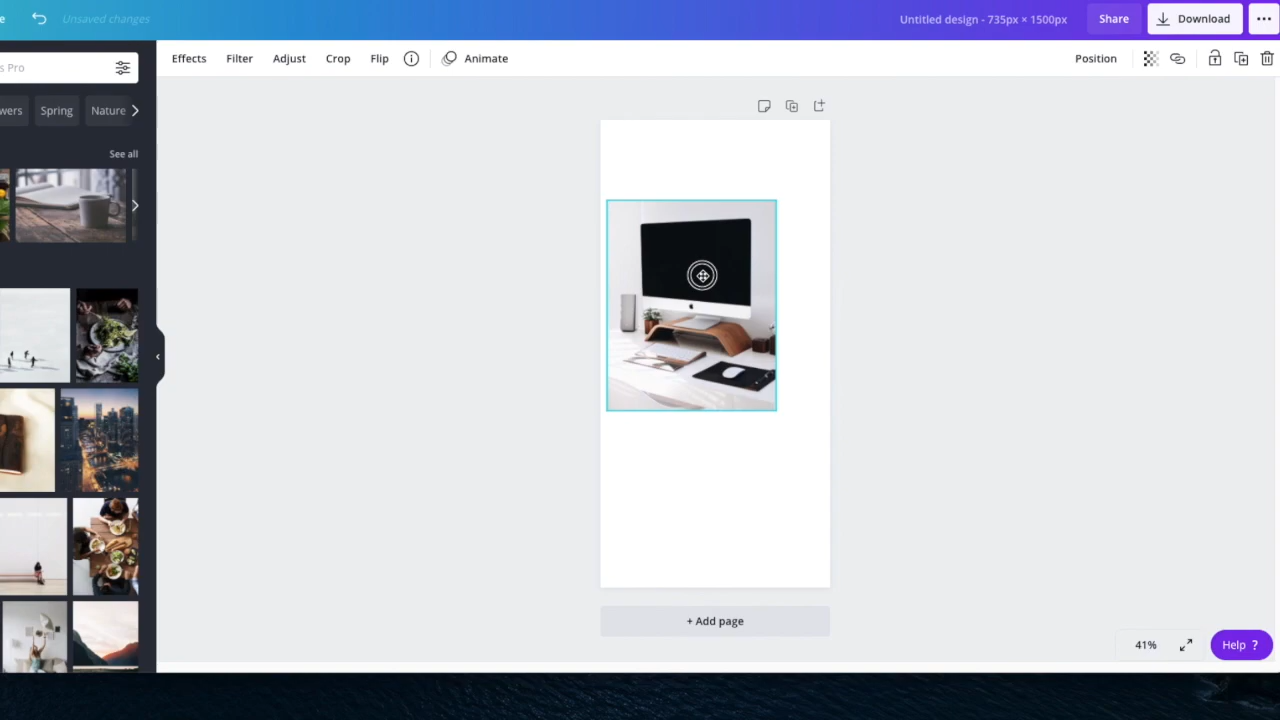 e
Unsaved changes
Untitled design - 735px × 1500px
Share
Download
Effects
Filter
Adjust
Crop
Flip
Animate
Position
s Pro
wers
Spring
Nature
See all
+ Add page
41%
Help ?